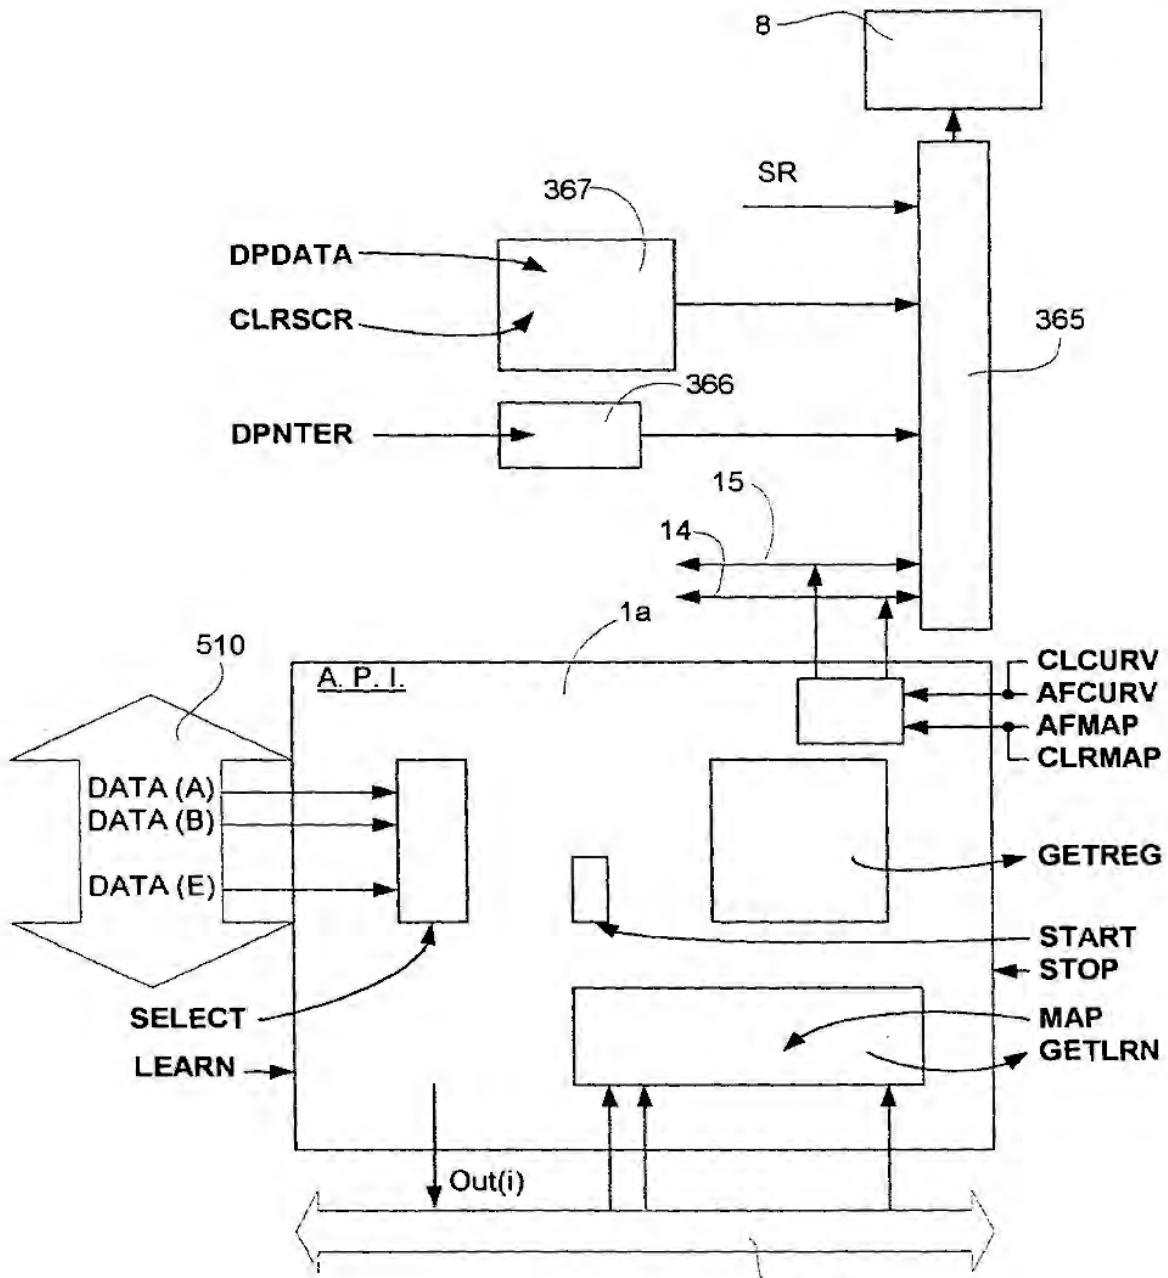 8
SR
367
DPDATA
CLRSCR
365
366
DPNTER
15
14
1a
510
A. P. I.
CLCURV
AFCURV
AFMAP
CLRMAP
DATA (A)
DATA (B)
DATA (E)
GETREG
START
STOP
SELECT
MAP
LEARN
GETLRN
Out(i)